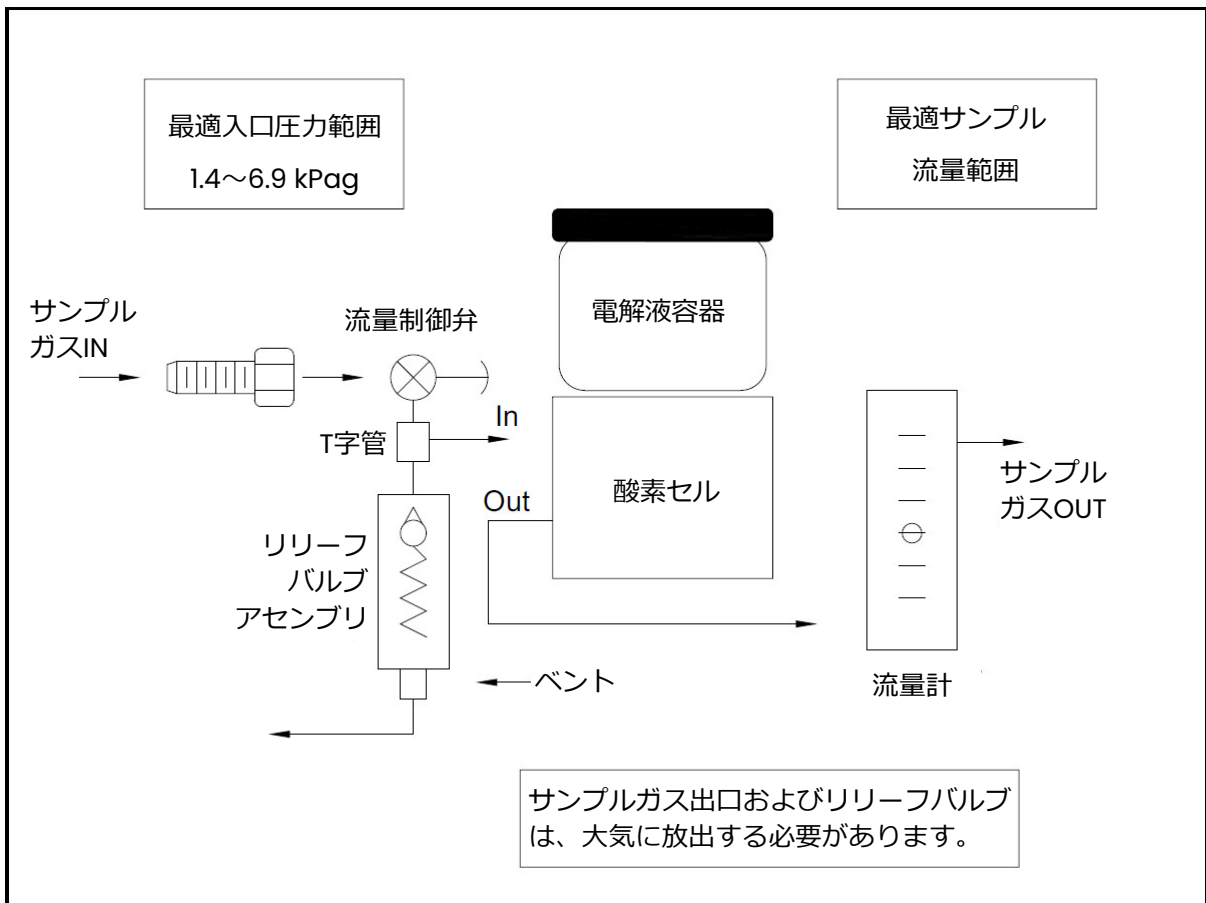 最適入口圧力範囲
1.4～6.9 kPag
最適サンプル
流量範囲
サンプル
ガスIN
流量制御弁
電解液容器
T字管
In
酸素セル
Out
サンプル
ガスOUT
リリーフ
バルブ
アセンブリ
ベント
流量計
サンプルガス出口およびリリーフバルブ
は、大気に放出する必要があります。